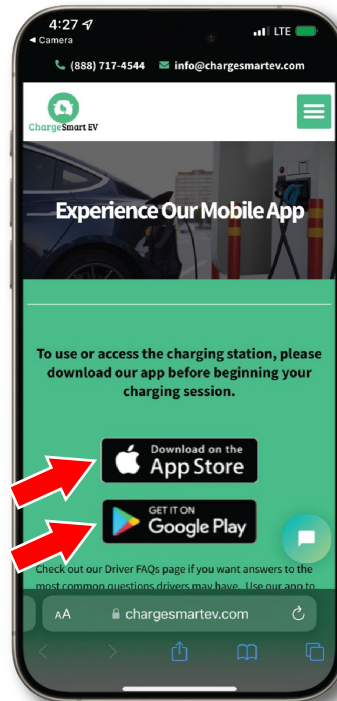 4:27
◀ Camera
LTE
(888) 717-4544 info@chargesmartev.com
ChargeSmart EV
Experience Our Mobile App
To use or access the charging station, please
download our app before beginning your
charging session.
Download on the
App Store
GET IT ON
Google Play
Check out our Driver FAQs page if you want answers to the
most common questions drivers may have. Use our app to
AA chargesmartev.com